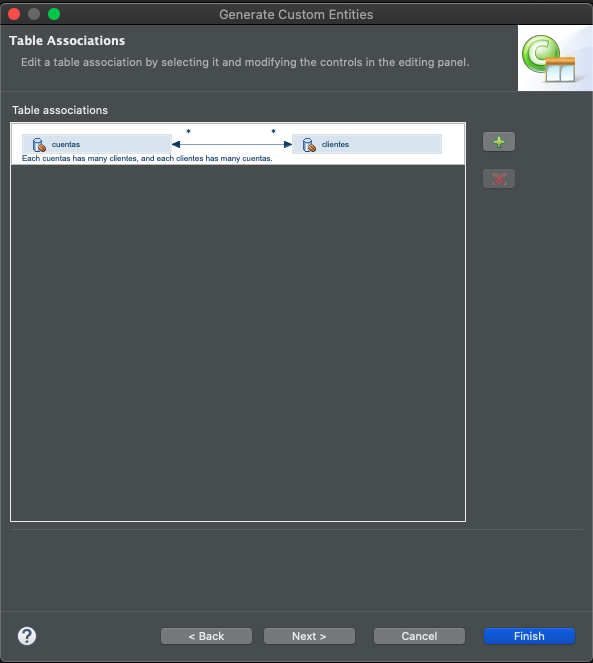 Generate Custom Entities
Table Associations
Edit a table association by selecting it and modifying the controls in the editing panel.
Table associations
* *
cuentas clientes
Each cuentas has many clientes, and each clientes has many cuentas.
? < Back Next > Cancel Finish